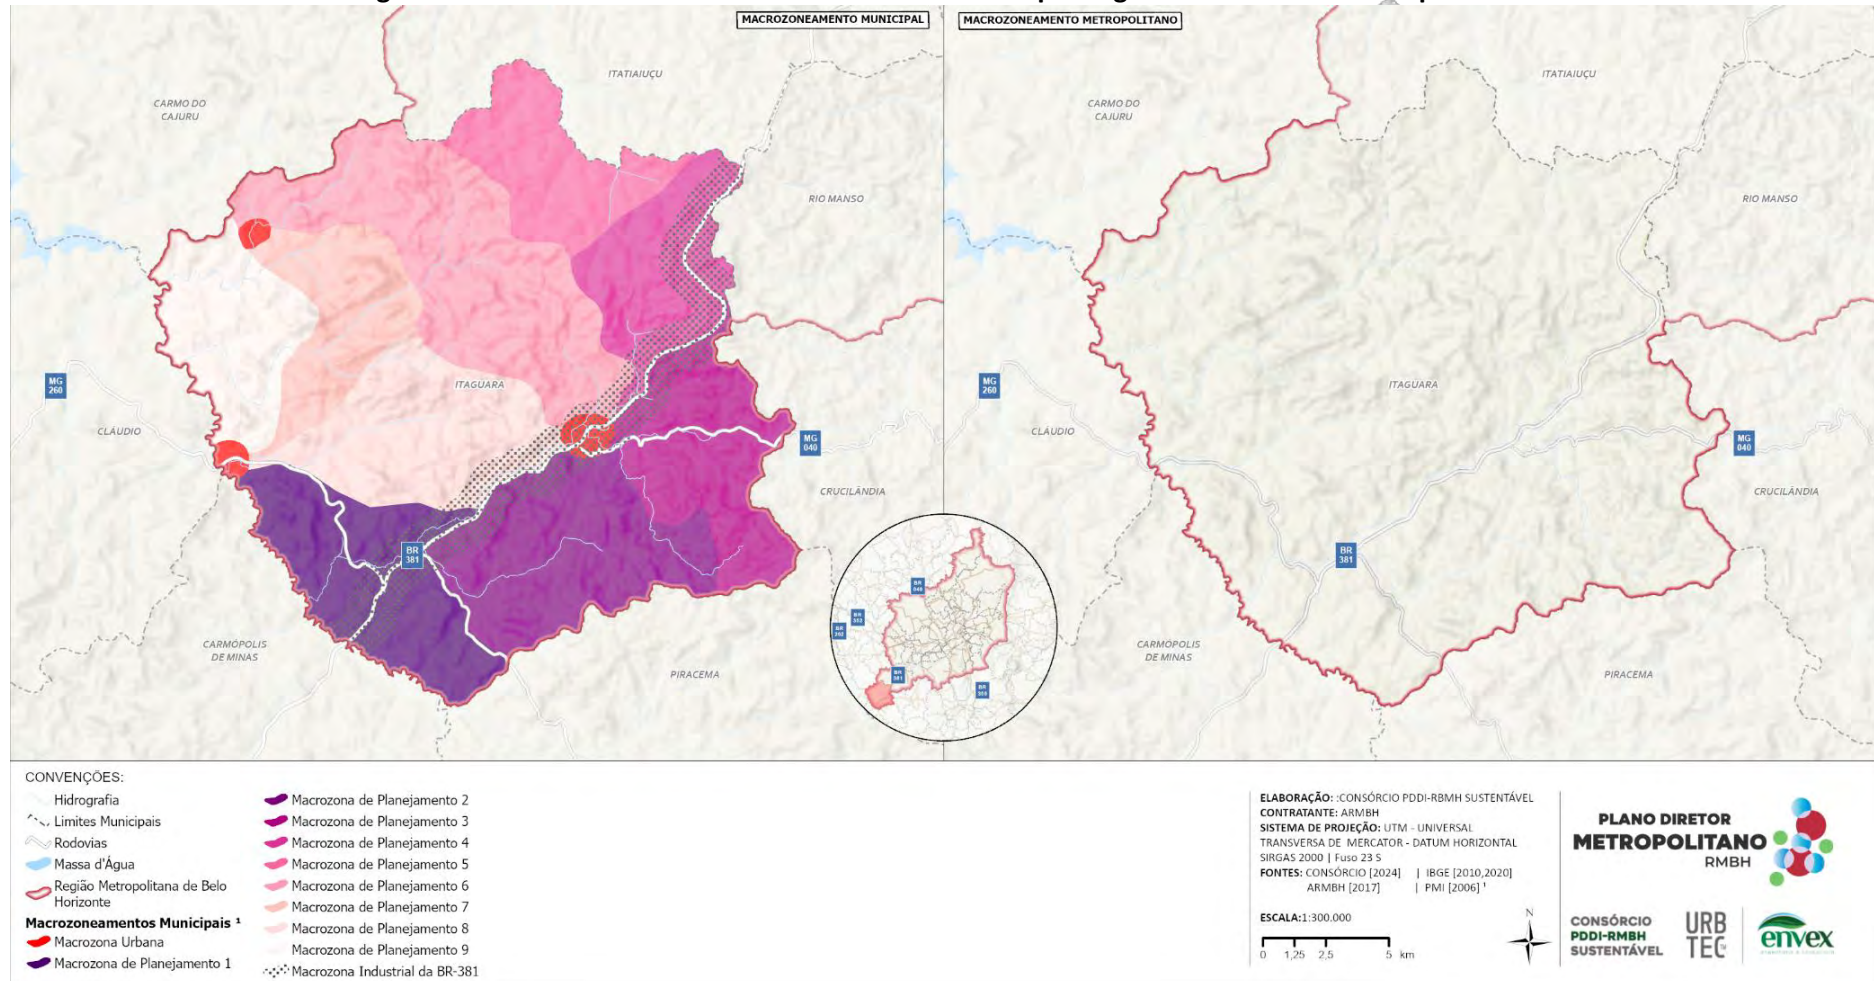 MACROZONEAMENTO MUNICIPAL
MACROZONEAMENTO METROPOLITANO
ITATIAIUÇU
CARMO DO
CAJURU
RIO MANSO
ITAGUARA
MG
260
CLÁUDIO
MG
040
CRUCILÂNDIA
BR
381
CARMÓPOLIS
DE MINAS
PIRACEMA
ITATIAIUÇU
CARMO DO
CAJURU
RIO MANSO
ITAGUARA
MG
260
CLÁUDIO
MG
040
CRUCILÂNDIA
BR
381
CARMÓPOLIS
DE MINAS
PIRACEMA
BR
BR
BR
BR
381
BR
CONVENÇÕES:
Hidrografia
Limites Municipais
Rodovias
Massa d'Água
Região Metropolitana de Belo
Horizonte
Macrozoneamentos Municipais ¹
Macrozona Urbana
Macrozona de Planejamento 1
Macrozona de Planejamento 2
Macrozona de Planejamento 3
Macrozona de Planejamento 4
Macrozona de Planejamento 5
Macrozona de Planejamento 6
Macrozona de Planejamento 7
Macrozona de Planejamento 8
Macrozona de Planejamento 9
Macrozona Industrial da BR-381
ELABORAÇÃO: :CONSÓRCIO PDDI-RBMH SUSTENTÁVEL
CONTRATANTE: ARMBH
SISTEMA DE PROJEÇÃO: UTM - UNIVERSAL
TRANSVERSA DE MERCATOR - DATUM HORIZONTAL
SIRGAS 2000 | Fuso 23 S
FONTES: CONSÓRCIO [2024] | IBGE [2010,2020]
ARMBH [2017] | PMI [2006] ¹
ESCALA:1:300.000
0 1,25 2,5 5 km
N
PLANO DIRETOR
METROPOLITANO
RMBH
CONSÓRCIO
PDDI-RMBH
SUSTENTÁVEL
URB
TEC
envex